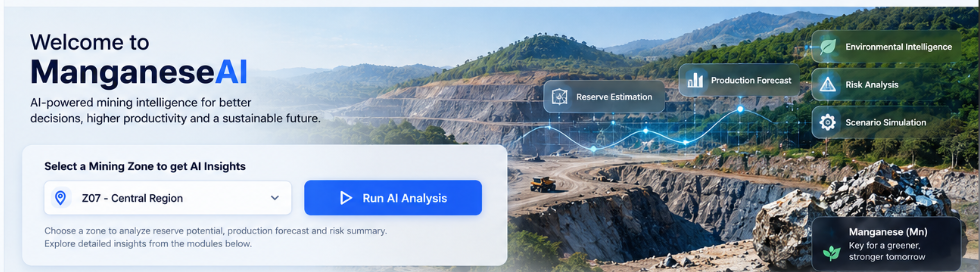 Welcome to
ManganeseAI
AI-powered mining intelligence for better
decisions, higher productivity and a sustainable future.
Select a Mining Zone to get AI Insights
Z07 - Central Region
Run AI Analysis
Choose a zone to analyze reserve potential, production forecast and risk summary.
Explore detailed insights from the modules below.
Reserve Estimation
Production Forecast
Environmental Intelligence
Risk Analysis
Scenario Simulation
Manganese (Mn)
Key for a greener,
stronger tomorrow